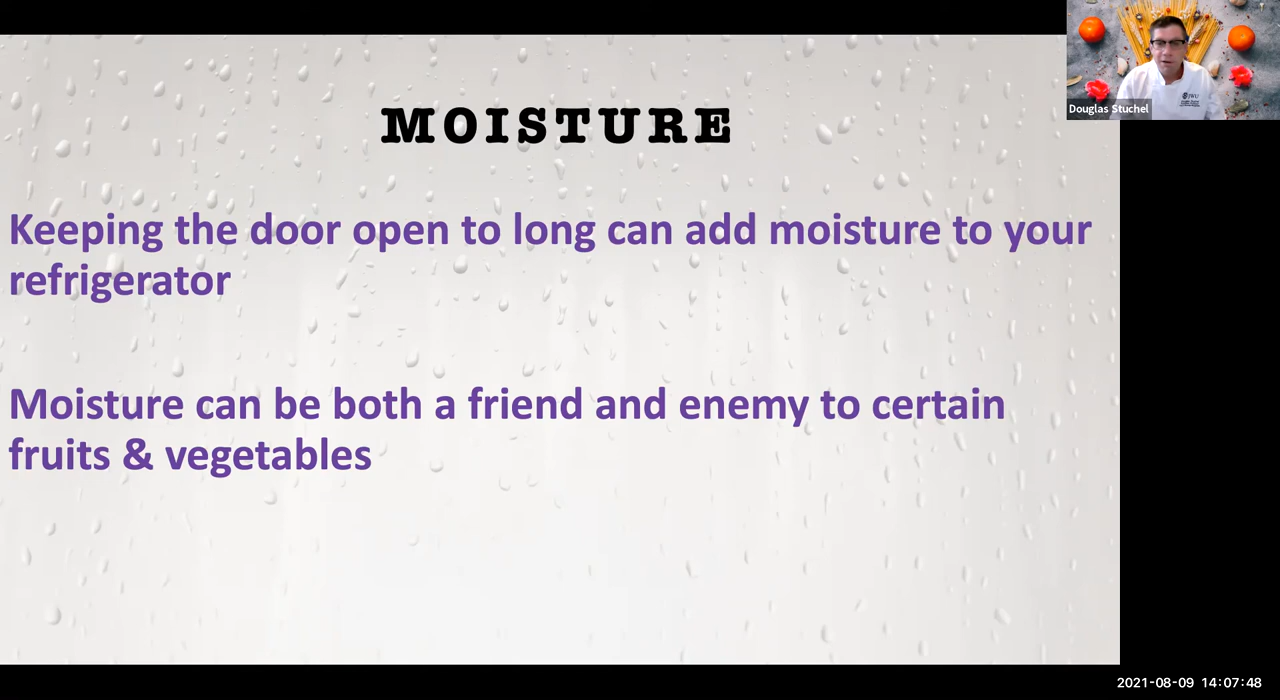 MOISTURE
Keeping the door open to long can add moisture to your
refrigerator
Moisture can be both a friend and enemy to certain
fruits & vegetables
JWU
Douglas Stuchel
2021-08-09 14:07:48